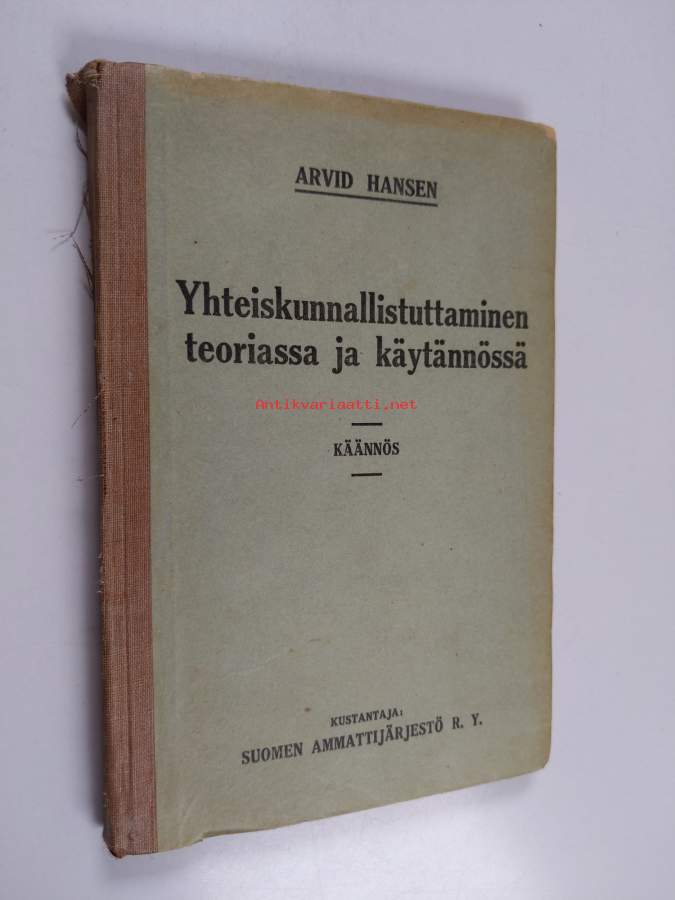 ARVID HANSEN
Yhteiskunnallistuttaminen
teoriassa ja käytännössä
Antikvariaatti.net
KÄÄNNÖS
KUSTANTAJA:
SUOMEN AMMATTIJÄRJESTÖ R. Y.